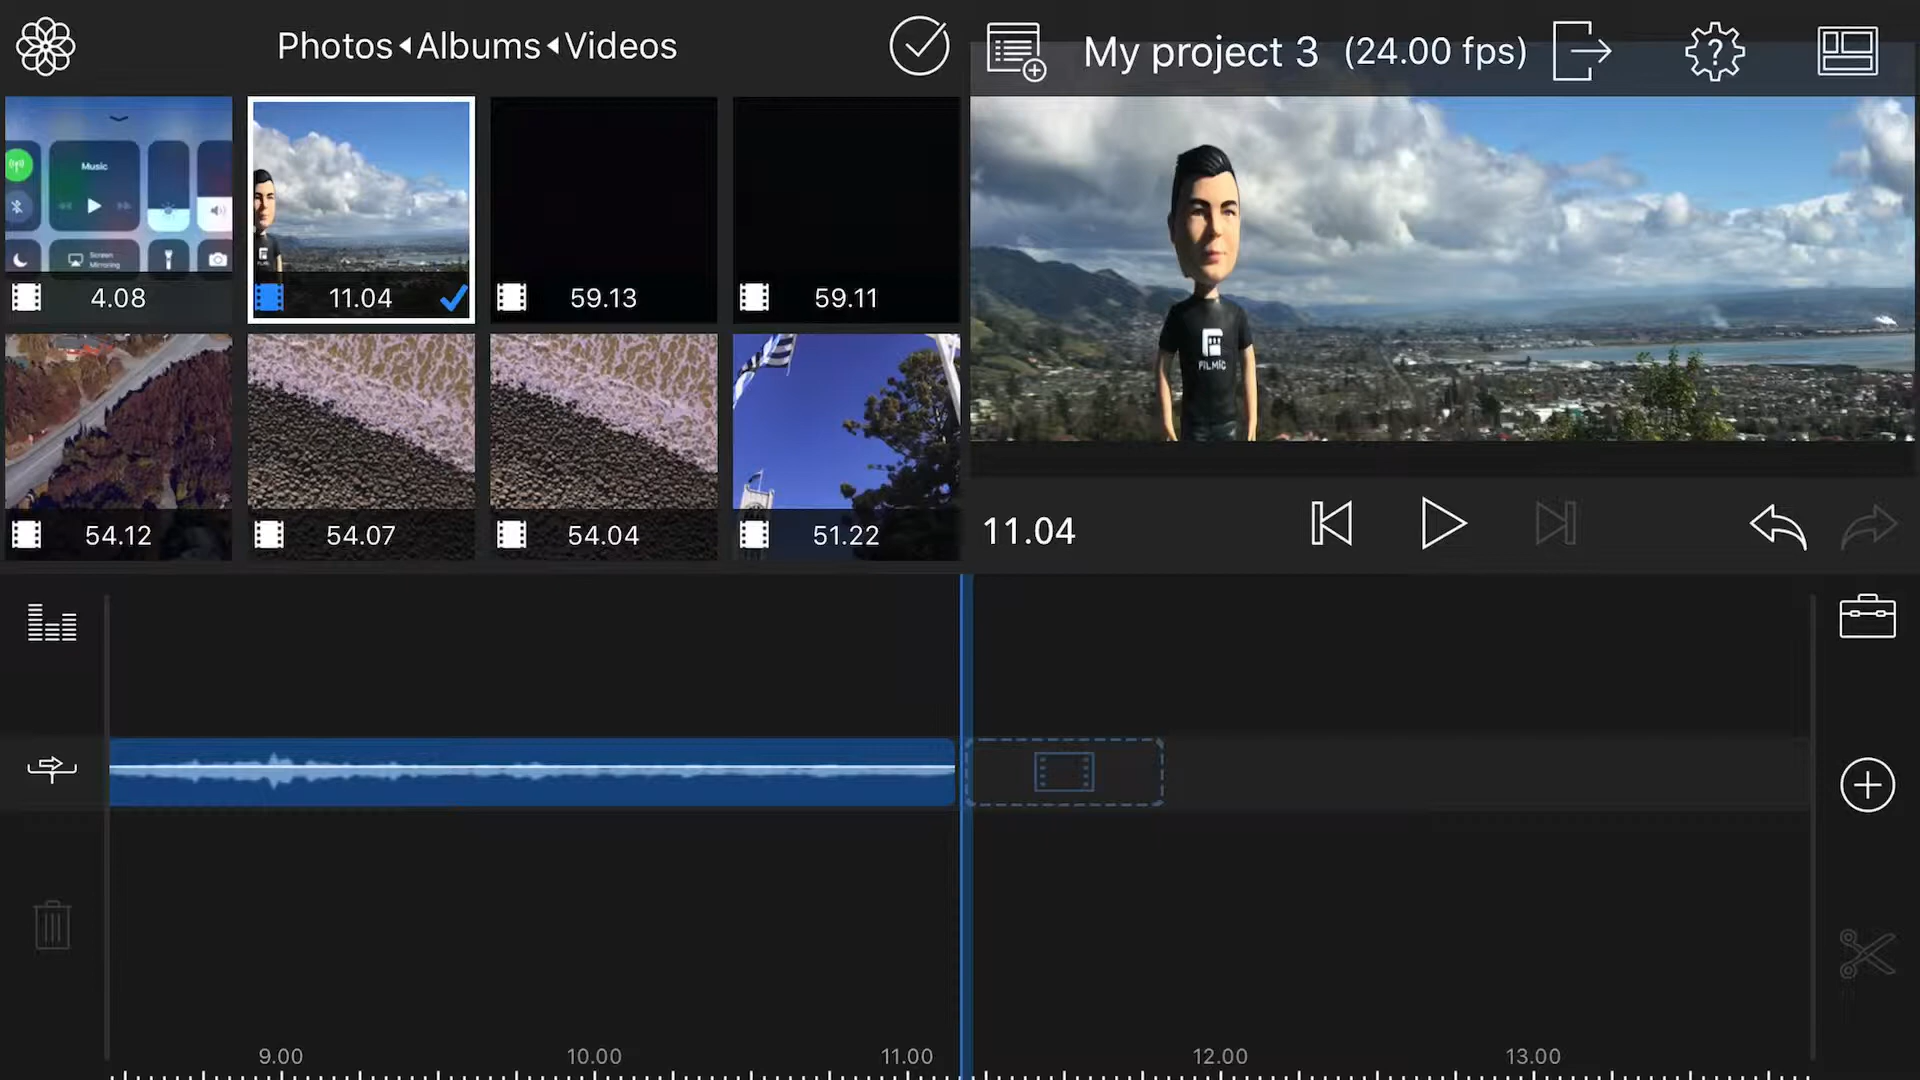 Photos Albums Videos
My project 3 (24.00 fps)
?
Music
Screen
Mirroring
4.08
11.04
59.13
59.11
FiLMiC
54.12
54.07
54.04
51.22
11.04
9.00
10.00
11.00
12.00
13.00